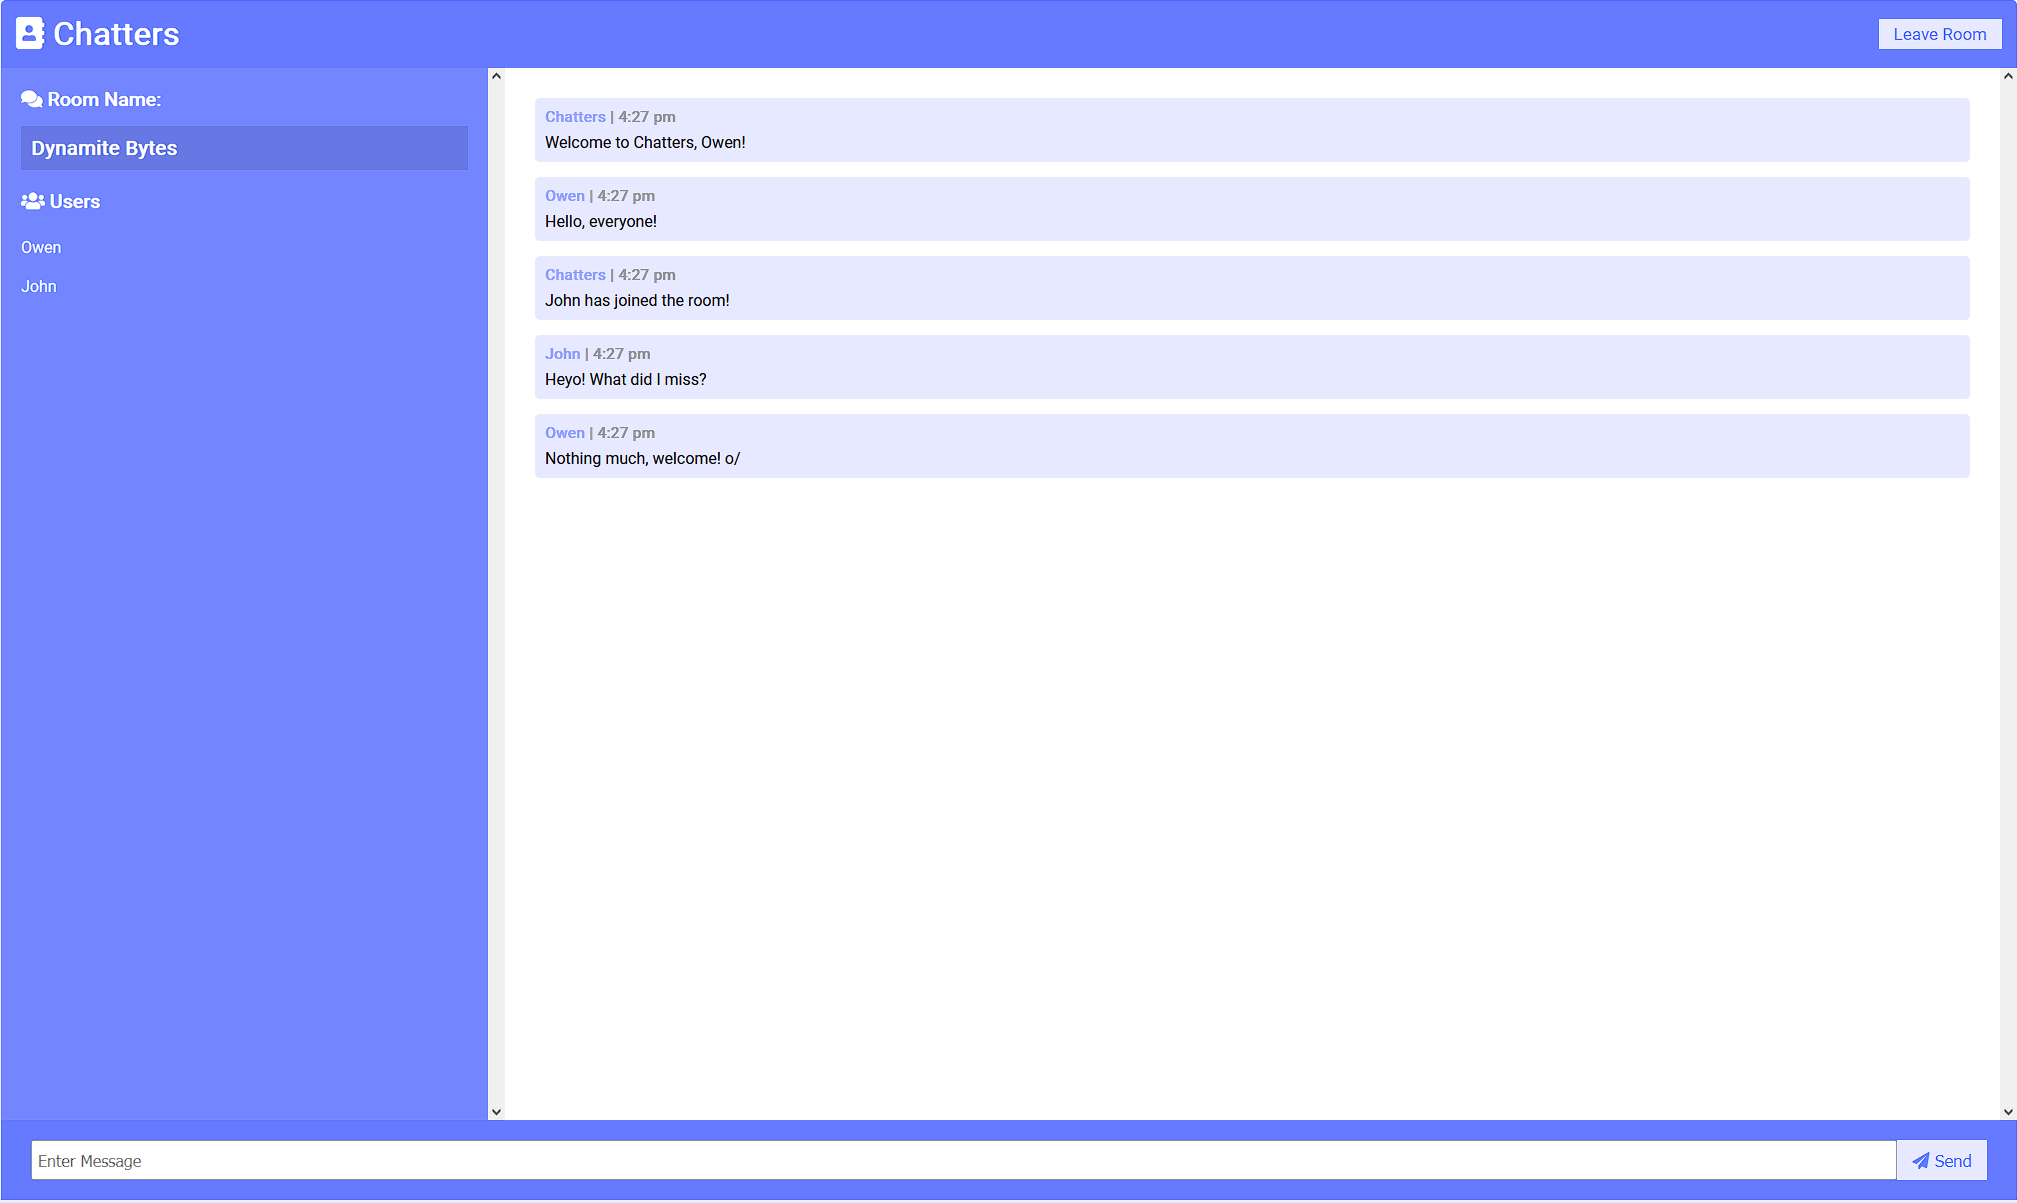 Chatters
Leave Room
Room Name:
Dynamite Bytes
Users
Owen
John
Chatters | 4:27 pm
Welcome to Chatters, Owen!
Owen | 4:27 pm
Hello, everyone!
Chatters | 4:27 pm
John has joined the room!
John | 4:27 pm
Heyo! What did I miss?
Owen | 4:27 pm
Nothing much, welcome! o/
Enter Message
Send